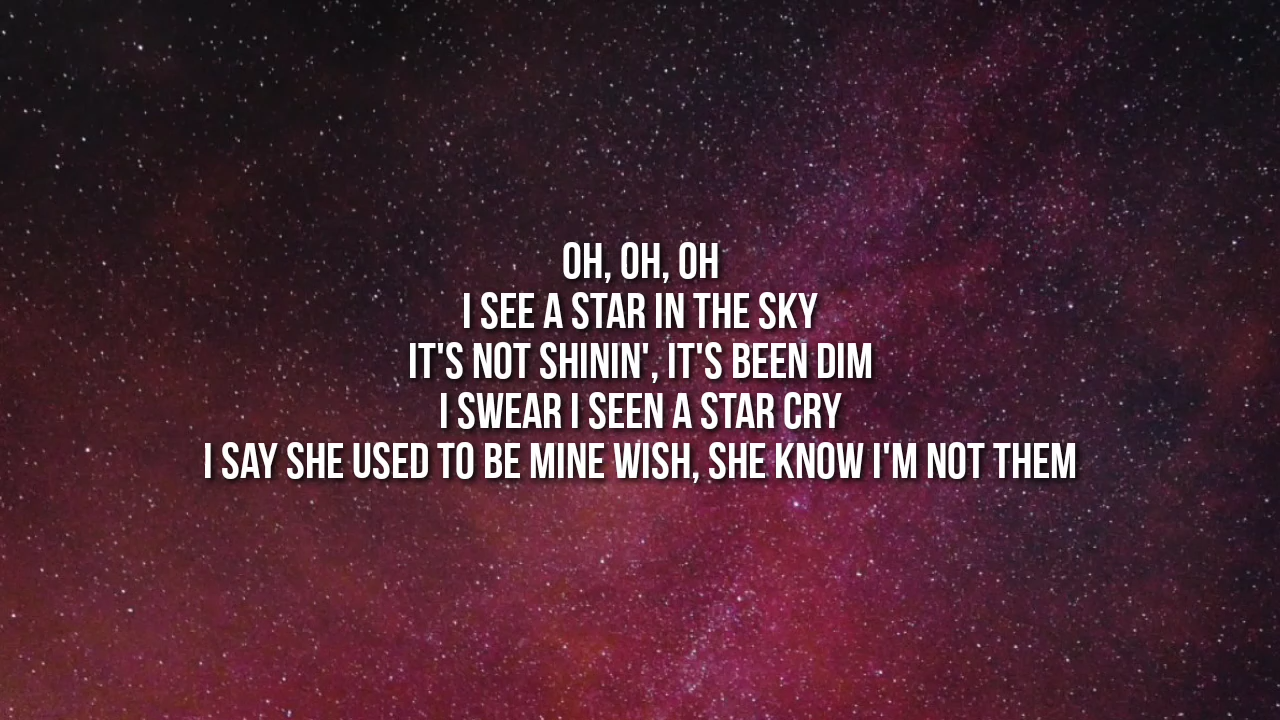 OH, OH, OH
I SEE A STAR IN THE SKY
IT'S NOT SHININ', IT'S BEEN DIM
I SWEAR I SEEN A STAR CRY
I SAY SHE USED TO BE MINE WISH, SHE KNOW I'M NOT THEM